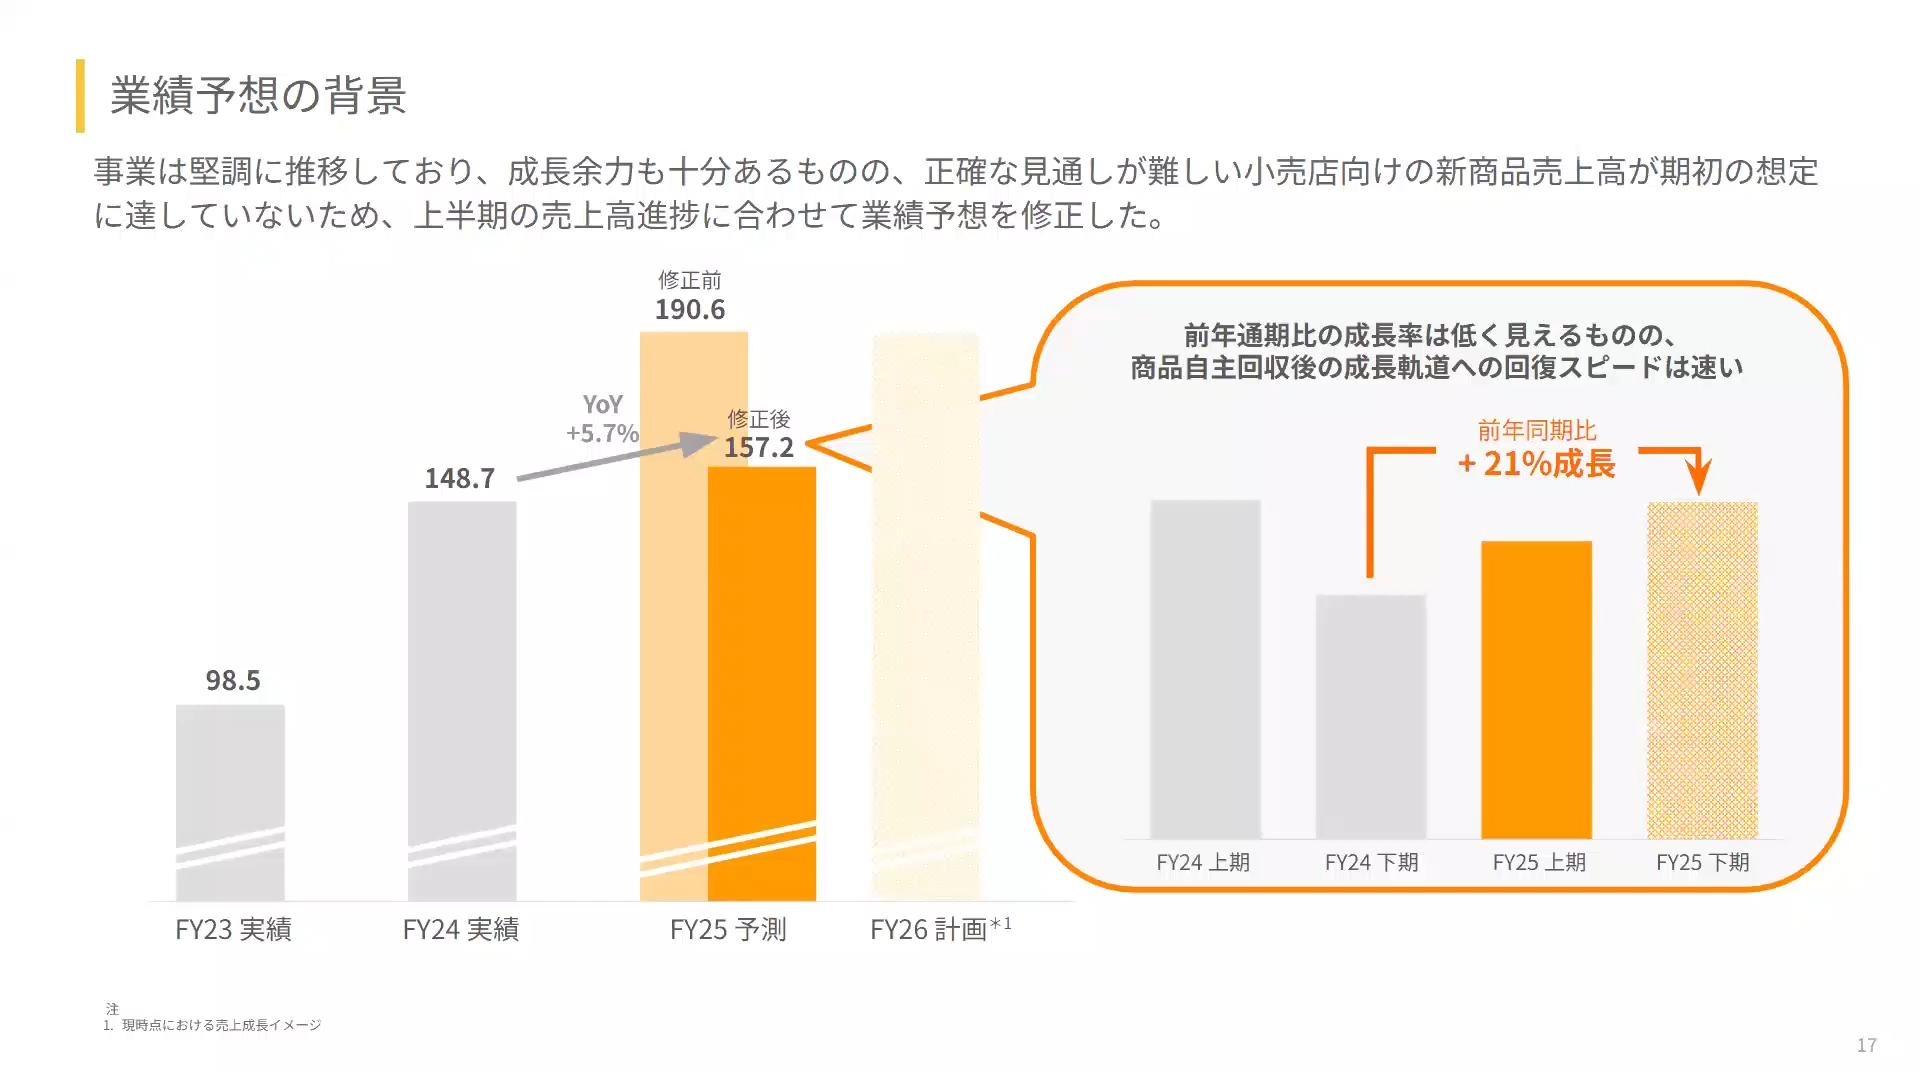 業績予想の背景
事業は堅調に推移しており、成長余力も十分あるものの、正確な見通しが難しい小売店向けの新商品売上高が期初の想定
に達していないため、上半期の売上高進捗に合わせて業績予想を修正した。
修正前
190.6
YoY
+5.7%
修正後
157.2
148.7
98.5
FY23 実績
FY24 実績
FY25 予測
FY26 計画*1
前年通期比の成長率は低く見えるものの、
商品自主回収後の成長軌道への回復スピードは速い
前年同期比
+ 21%成長
FY24 上期
FY24 下期
FY25 上期
FY25 下期
注
1. 現時点における売上成長イメージ
17